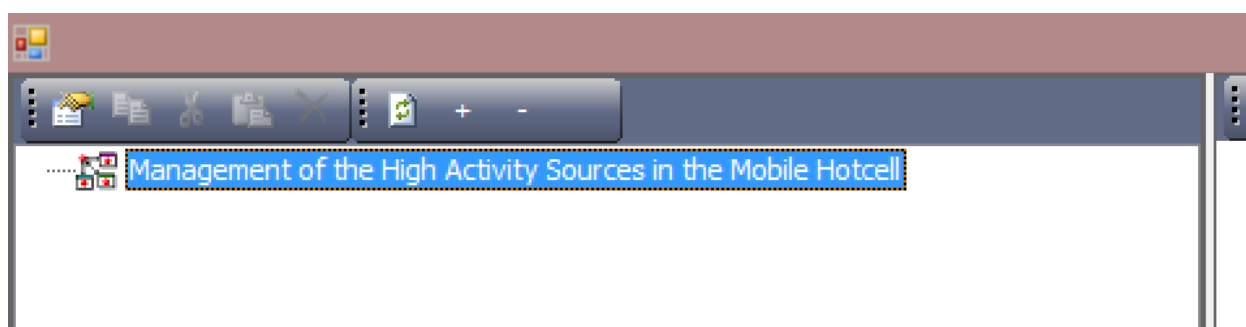 + -
Management of the High Activity Sources in the Mobile Hotcell